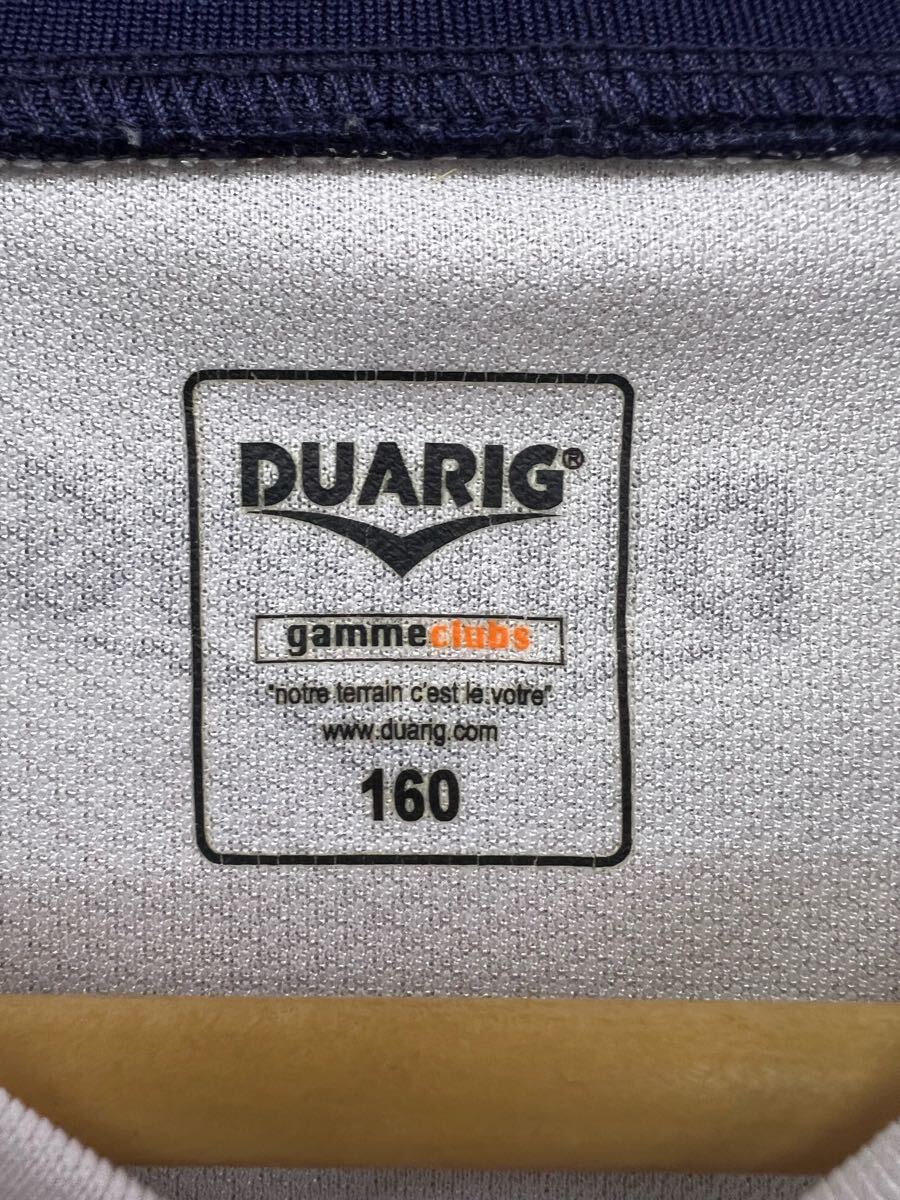 DUARIG®
gammeclubs
"notre terrain c'est le votre"
www.duarig.com
160